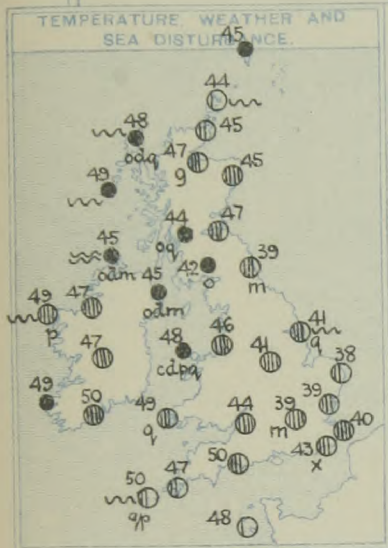 TEMPERATURE, WEATHER AND
SEA DISTURBANCE.
45
44
45
48
odq
47
g
45
49
44
oq
47
45
odm
45
odm
42
o
39
m
49
p
47
41
q
47
48
cdpq
46
41
38
49
50
49
q
44
39
m
39
40
43
x
50
50
q/p
47
48